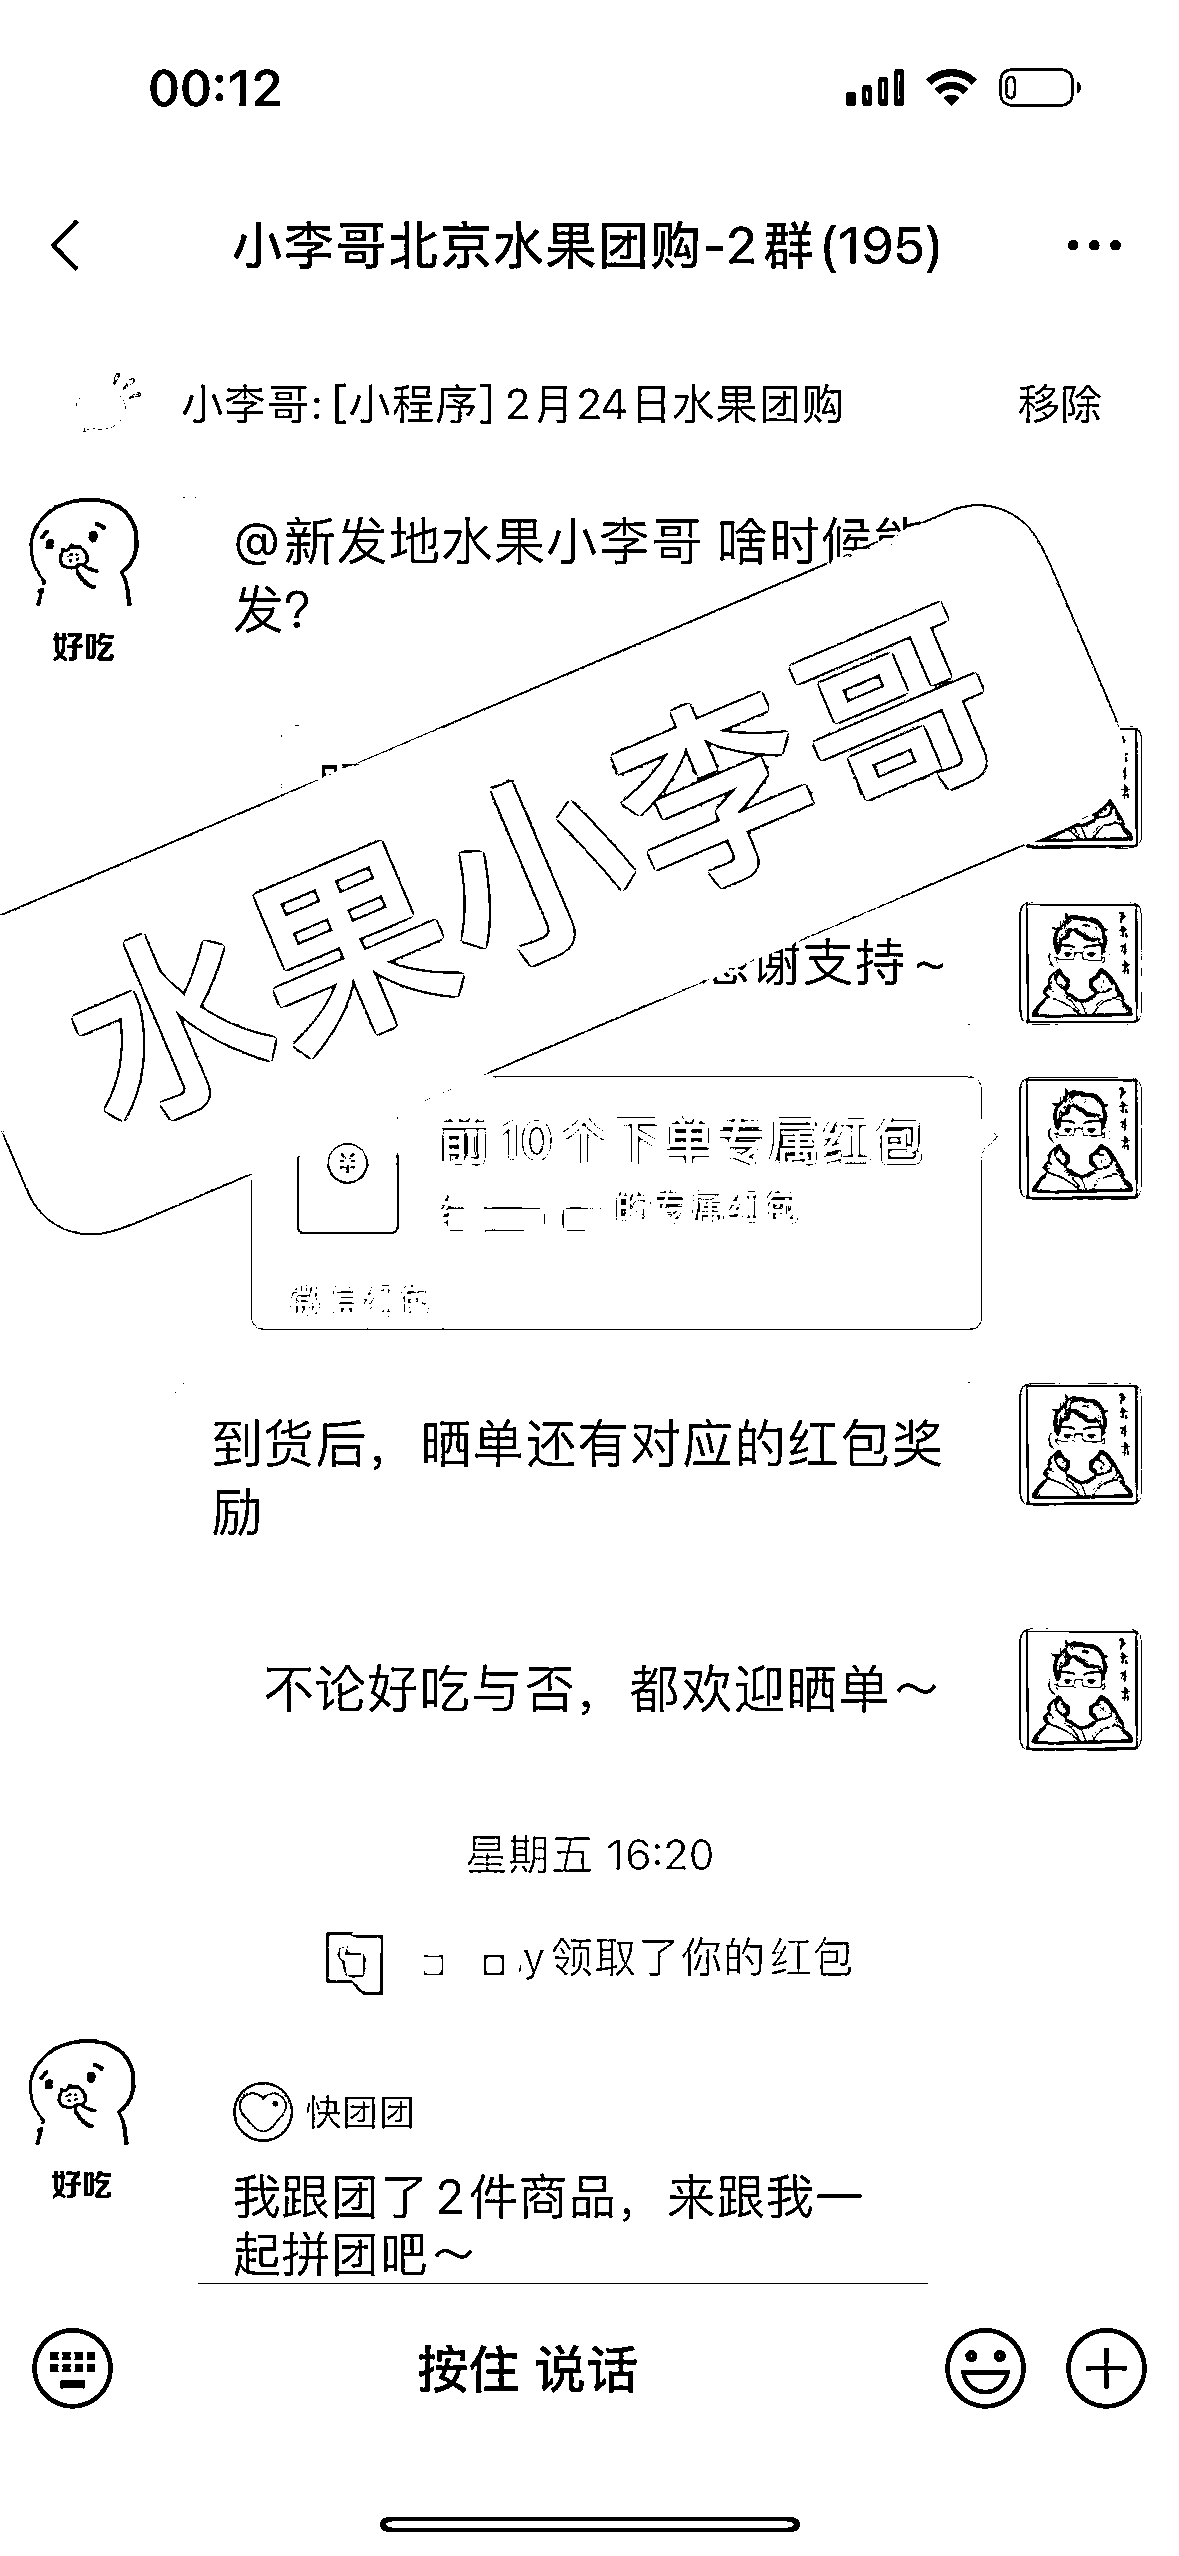 00:12
小李哥北京水果团购-2群(195)
小李哥: [小程序] 2月24日水果团购
移除
@新发地水果小李哥 啥时候能
发?
好吃
水果小李哥
感谢支持~
前10个下单专属红包
的专属红包
微信红包
到货后，晒单还有对应的红包奖
励
不论好吃与否，都欢迎晒单～
星期五 16:20
y领取了你的红包
快团团
好吃
我跟团了2件商品，来跟我一
起拼团吧～
按住 说话